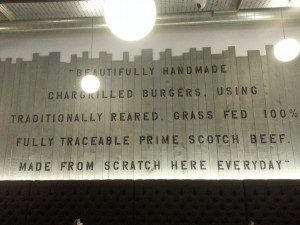 "BEAUTIFULLY HANDMADE
CHARGRILLED BURGERS, USING
TRADITIONALLY REARED, GRASS FED 100%
FULLY TRACEABLE PRIME SCOTCH BEEF.
MADE FROM SCRATCH HERE EVERYDAY"